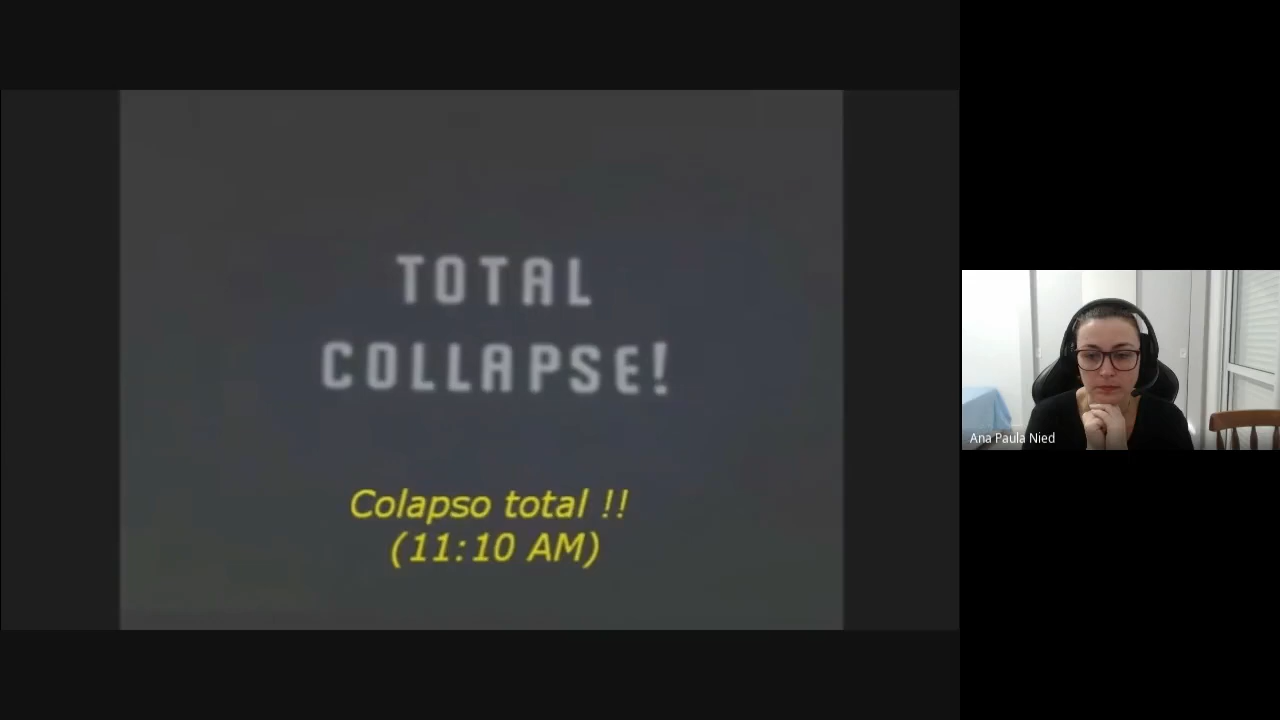 TOTAL
COLLAPSE!
Colapso total !!
(11:10 AM)
Ana Paula Nied